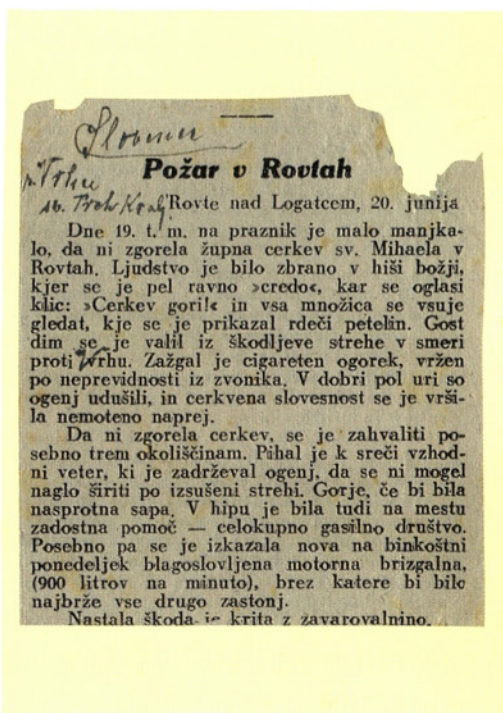 Slovenec
Požar v Rovtah
Rovte nad Logatcem, 20. junija
Dne 19. t. m. na praznik je malo manjka-
lo, da ni zgorela župna cerkev sv. Mihaela v
Rovtah. Ljudstvo je bilo zbrano v hiši božji,
kjer se je pel ravno »credo«, kar se oglasi
klic: »Cerkev gori!« in vsa množica se vsuje
gledat, kje se je prikazal rdeči petelin. Gost
dim se je valil iz škodljeve strehe v smeri
proti Vrhu. Zažgal je cigareten ogorek, vržen
po neprevidnosti iz zvonika. V dobri pol uri so
ogenj udušili, in cerkvena slovesnost se je vrši-
la nemoteno naprej.
Da ni zgorela cerkev, se je zahvaliti po-
sebno trem okoliščinam. Pihal je k sreči vzhod-
ni veter, ki je zadrževal ogenj, da se ni mogel
naglo širiti po izsušeni strehi. Gorje, če bi bila
nasprotna sapa. V hipu je bila tudi na mestu
zadostna pomoč — celokupno gasilno društvo.
Posebno pa se je izkazala nova na binkoštni
ponedeljek blagoslovljena motorna brizgalna,
(900 litrov na minuto), brez katere bi bilo
najbrže vse drugo zastonj.
Nastala škoda je krita z zavarovalnino.